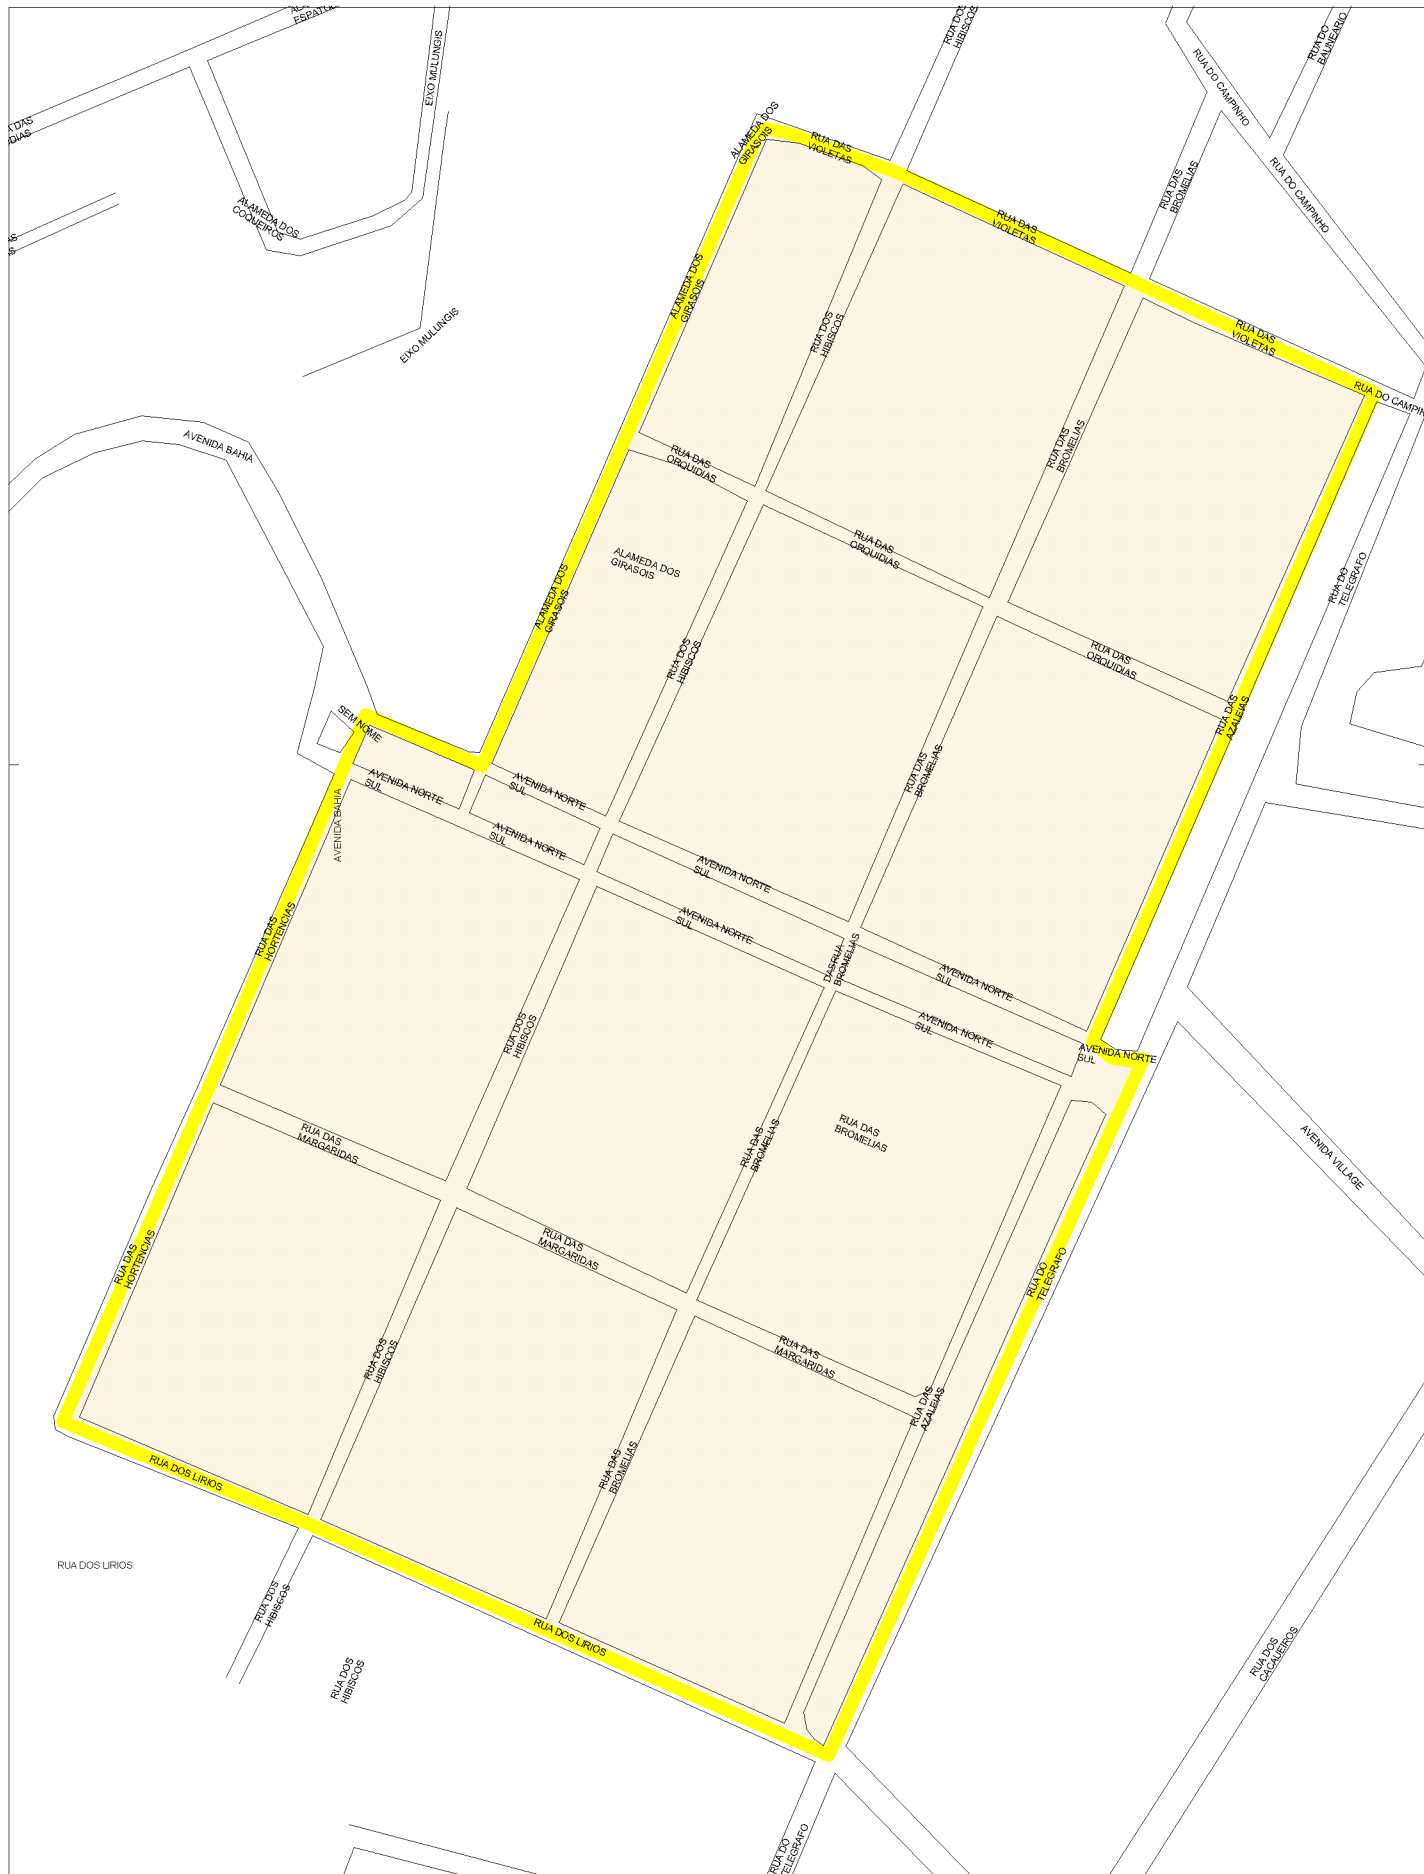 ESPATU
RUA DOS
HIBISCOS
RUA DO
BAUNEARIO
EIXO MULUNGIS
RUA DO CAMPINHO
DAS
DIAS
ALAMEDA DOS
GIRASOIS
RUA DAS
VIOLETAS
RUA DAS
BROMELIAS
RUA DO CAMPINHO
ALAMEDA DOS
COQUEIROS
RUA DAS
VIOLETAS
ALAMEDA DOS
GIRASOIS
EIXO MULUNGIS
RUA DOS
HIBISCOS
RUA DAS
VIOLETAS
RUA DO CAMPIN
AVENIDA BAHIA
RUA DAS
ORQUIDIAS
RUA DAS
BROMELIAS
RUA DAS
ORQUIDIAS
ALAMEDA DOS
GIRASOIS
ALAMEDA DOS
GIRASOIS
RUA DO
TELEGRAFO
RUA DOS
HIBISCOS
RUA DAS
ORQUIDIAS
SEM NOME
RUA DAS
AZALEIAS
AVENIDA NORTE
SUL
AVENIDA NORTE
SUL
RUA DAS
BROMELIAS
AVENIDA BAHIA
AVENIDA NORTE
SUL
AVENIDA NORTE
SUL
RUA DAS
HORTENCIAS
AVENIDA NORTE
SUL
DASRUA
BROMELIAS
AVENIDA NORTE
SUL
RUA DOS
HIBISCOS
AVENIDA NORTE
SUL
AVENIDA NORTE
SUL
RUA DAS
MARGARIDAS
RUA DAS
BROMELIAS
RUA DAS
BROMELIAS
AVENIDA VILLAGE
RUA DAS
HORTENCIAS
RUA DAS
MARGARIDAS
RUA DO
TELEGRAFO
RUA DOS
HIBISCOS
RUA DAS
MARGARIDAS
RUA DAS
AZALEIAS
RUA DOS LIRIOS
RUA DAS
BROMELIAS
RUA DOS LIRIOS
RUA DOS
HIBISCOS
RUA DOS LIRIOS
RUA DOS
HIBISCOS
RUA DOS
CACAUEIROS
RUA DO
TELEGRAFO